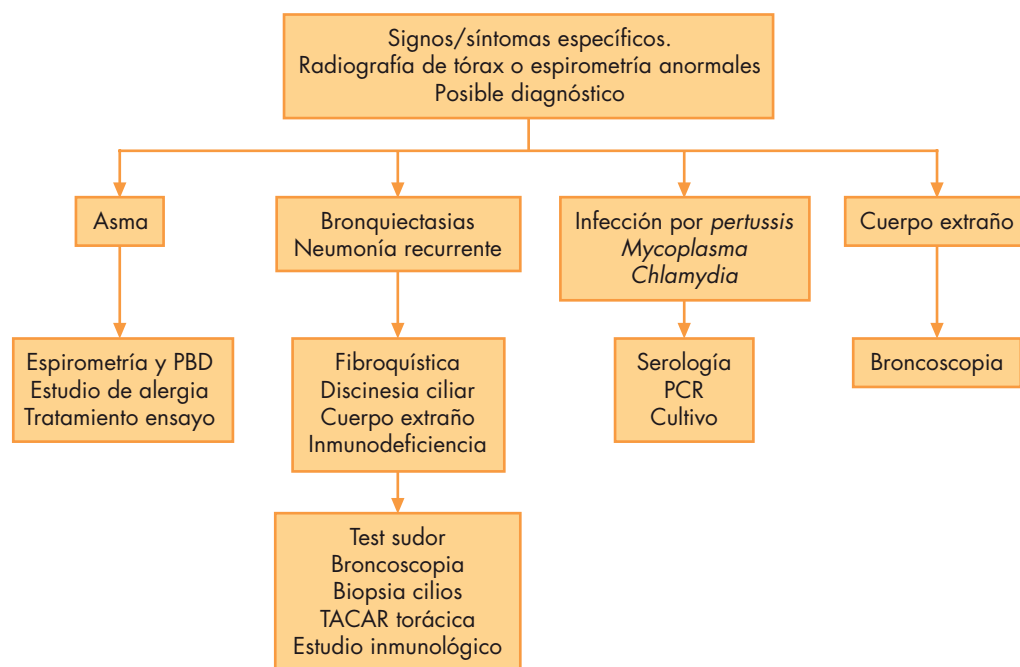 Signos/síntomas específicos.
Radiografía de tórax o espirometría anormales
Posible diagnóstico
Asma
Bronquiectasias
Neumonía recurrente
Infección por pertussis
Mycoplasma
Chlamydia
Cuerpo extraño
Espirometría y PBD
Estudio de alergia
Tratamiento ensayo
Fibroquística
Discinesia ciliar
Cuerpo extraño
Inmunodeficiencia
Serología
PCR
Cultivo
Broncoscopia
Test sudor
Broncoscopia
Biopsia cilios
TACAR torácica
Estudio inmunológico